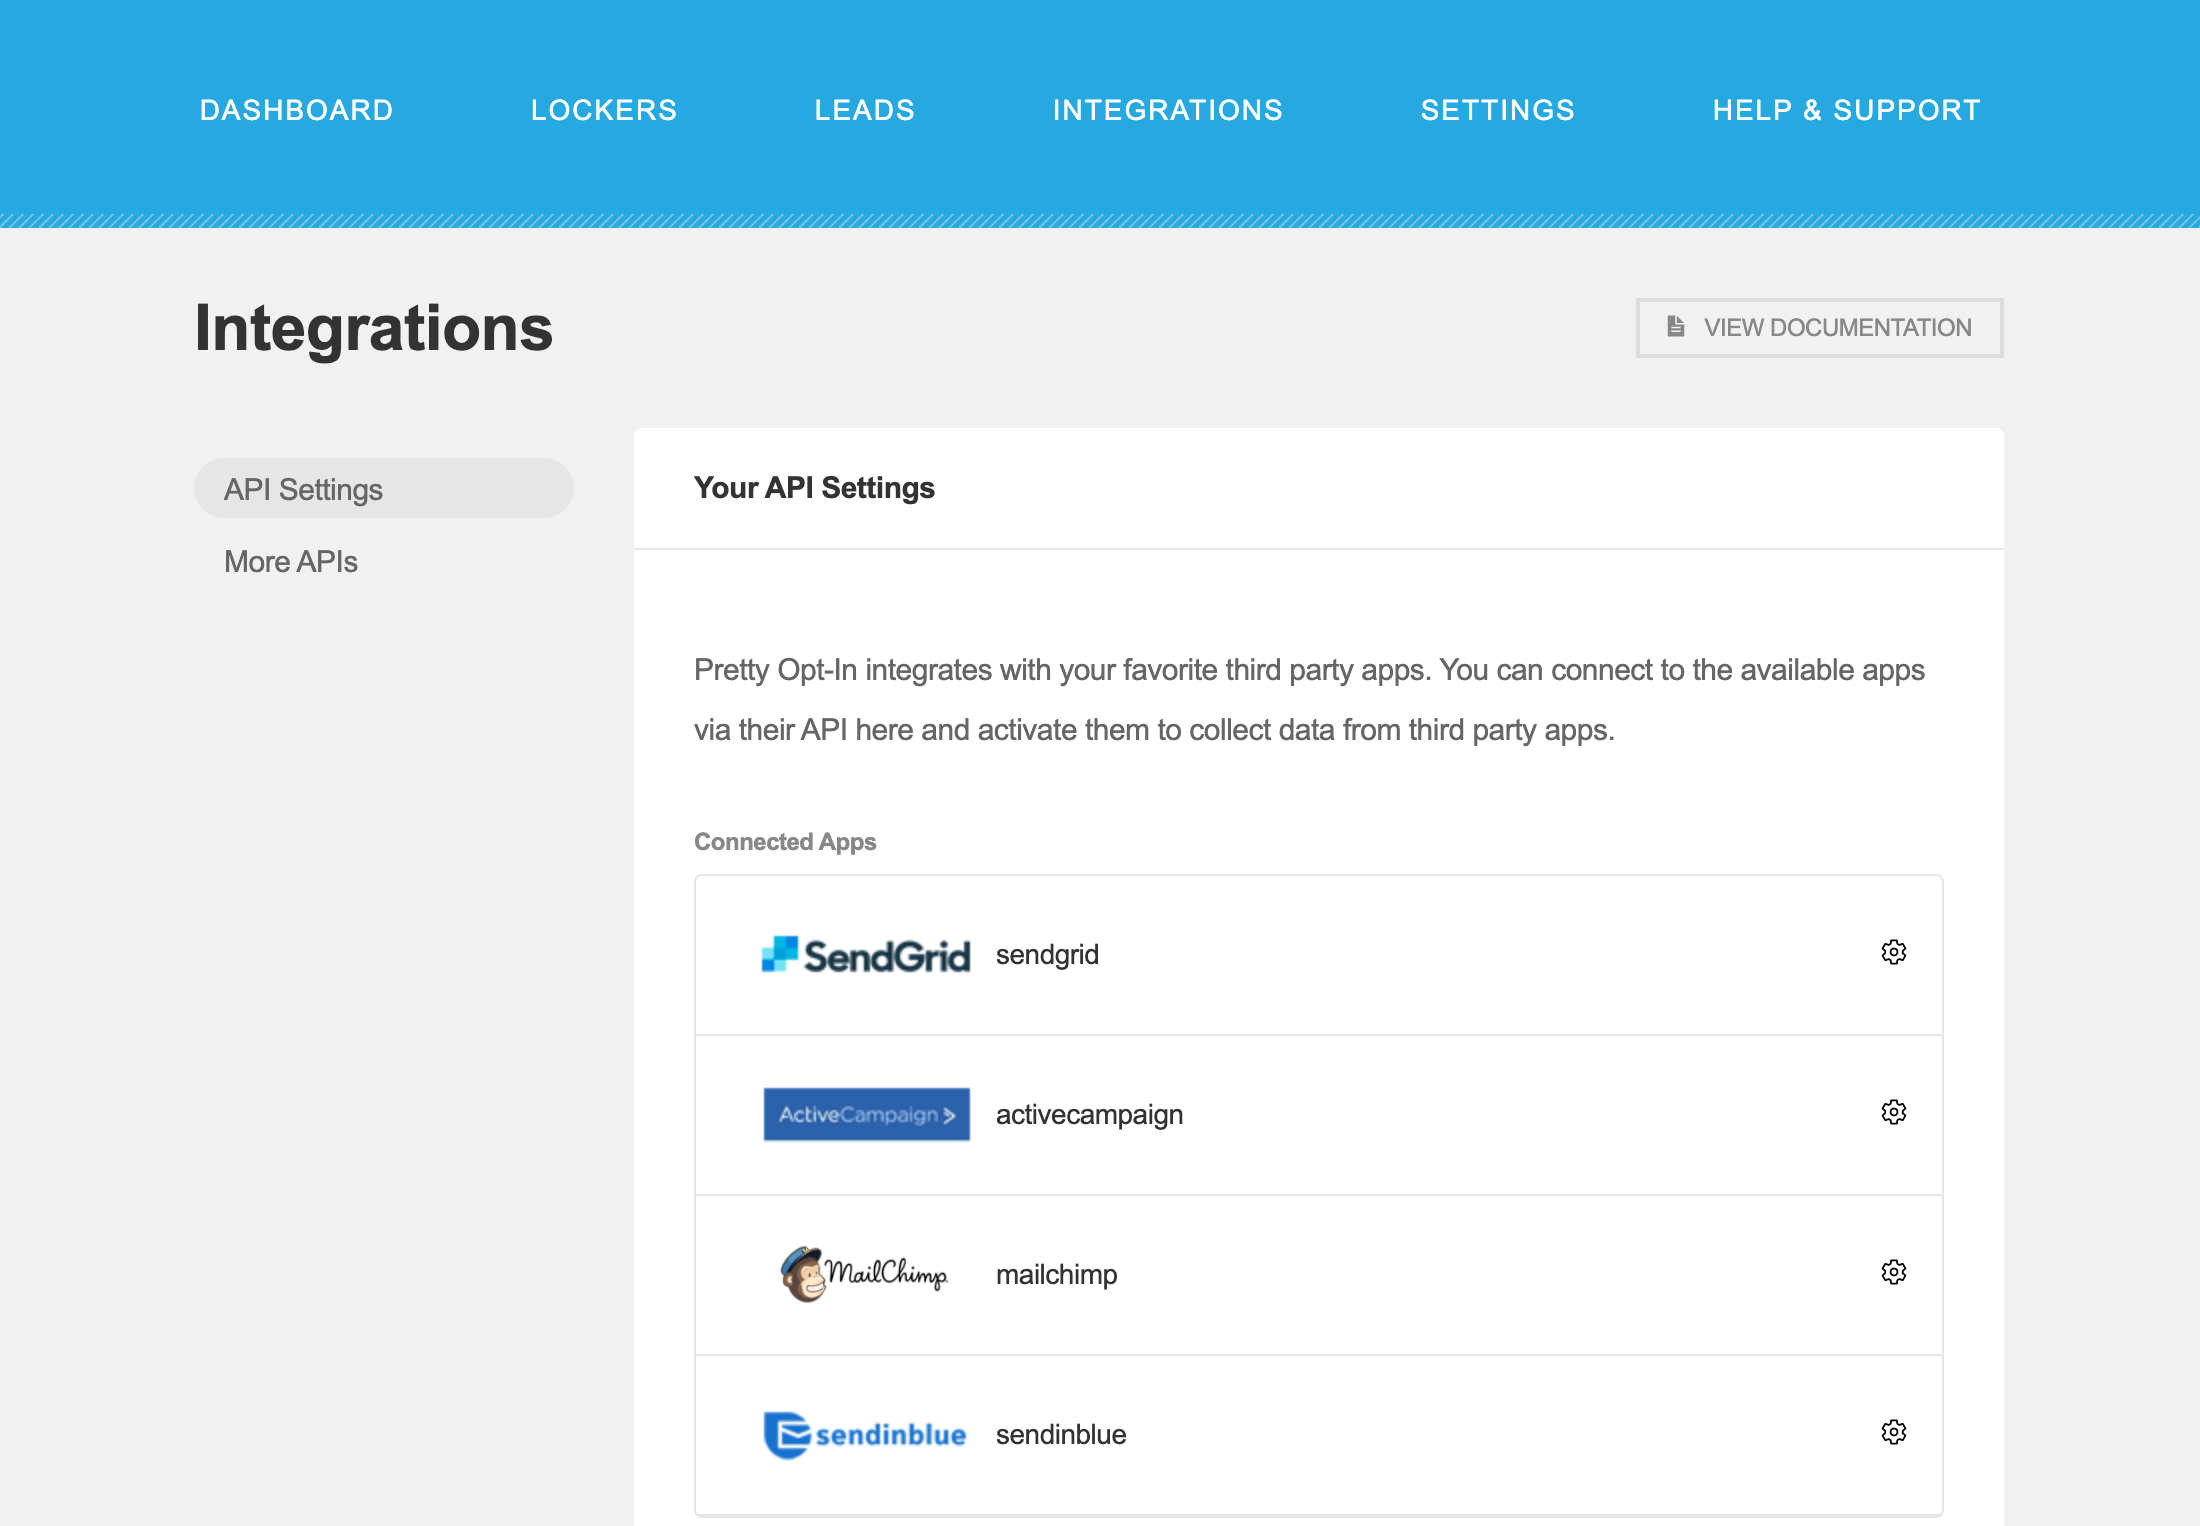 DASHBOARD LOCKERS LEADS INTEGRATIONS SETTINGS HELP & SUPPORT
Integrations
VIEW DOCUMENTATION
API Settings
More APIs
Your API Settings
Pretty Opt-In integrates with your favorite third party apps. You can connect to the available apps
via their API here and activate them to collect data from third party apps.
Connected Apps
SendGrid sendgrid
ActiveCampaign activecampaign
MailChimp mailchimp
sendinblue sendinblue